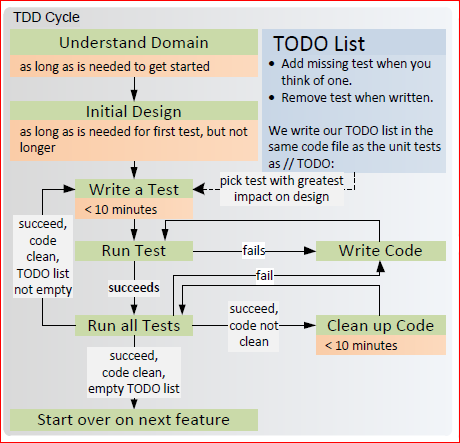 TDD Cycle
Understand Domain
as long as is needed to get started
Initial Design
as long as is needed for first test, but not
longer
TODO List
• Add missing test when you
think of one.
• Remove test when written.
We write our TODO list in the
same code file as the unit tests
as // TODO:
Write a Test
< 10 minutes
pick test with greatest
impact on design
succeed,
code
clean,
TODO list
not empty
Run Test
fails
Write Code
succeeds
fail
Run all Tests
succeed,
code not
clean
Clean up Code
< 10 minutes
succeed,
code clean,
empty TODO list
Start over on next feature